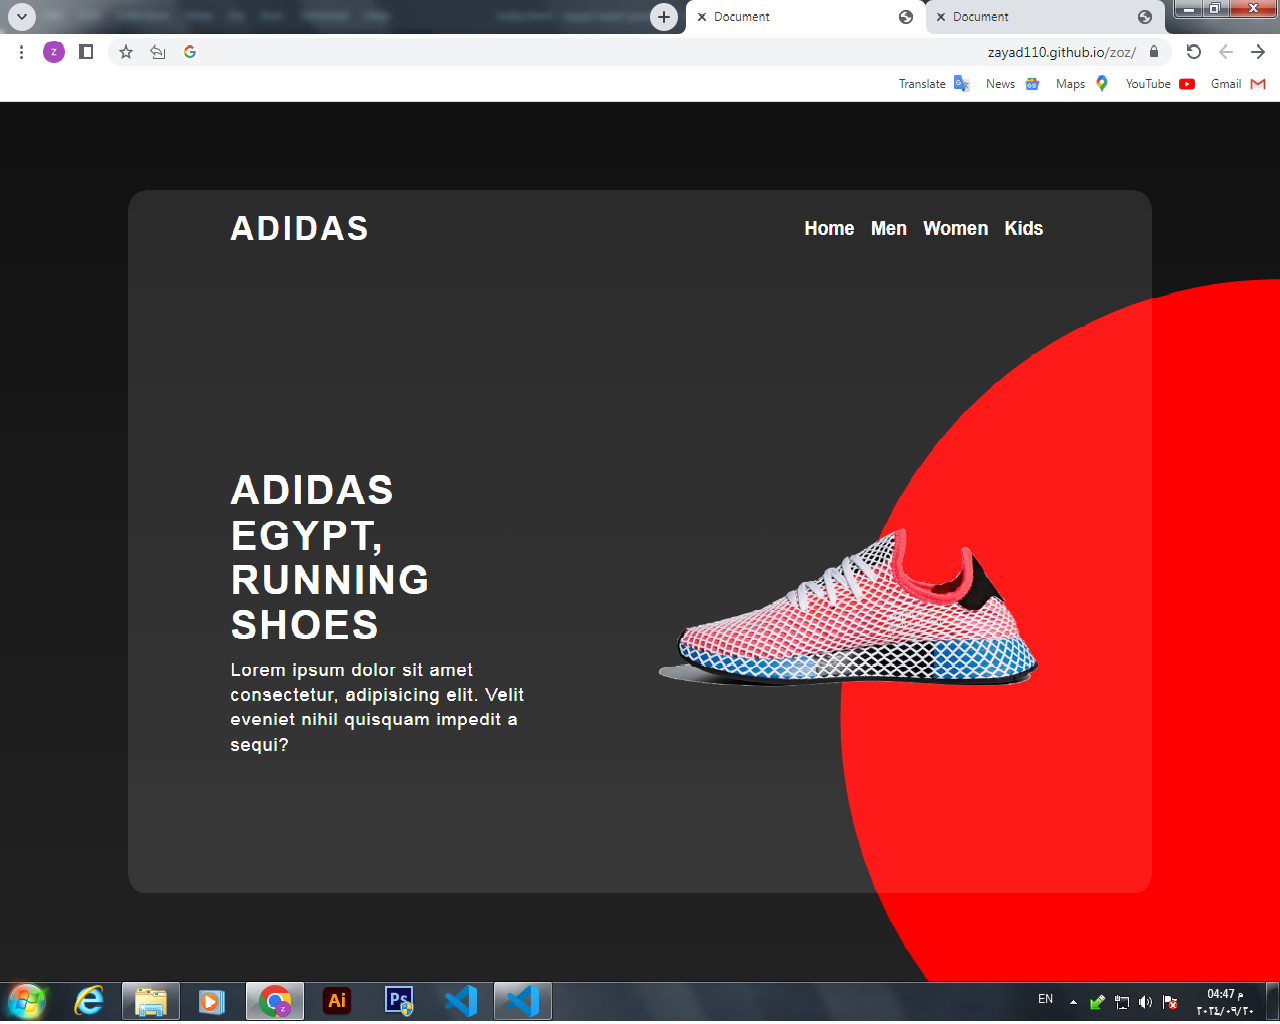 Document
Document
z
zayad110.github.io/zoz/
Translate
News
Maps
YouTube
Gmail
ADIDAS
Home Men Women Kids
ADIDAS
EGYPT,
RUNNING
SHOES
Lorem ipsum dolor sit amet
consectetur, adipisicing elit. Velit
eveniet nihil quisquam impedit a
sequi?
Ai
Ps
z
EN
04:47 م
٢٠٢٤/٠٩/٢٠